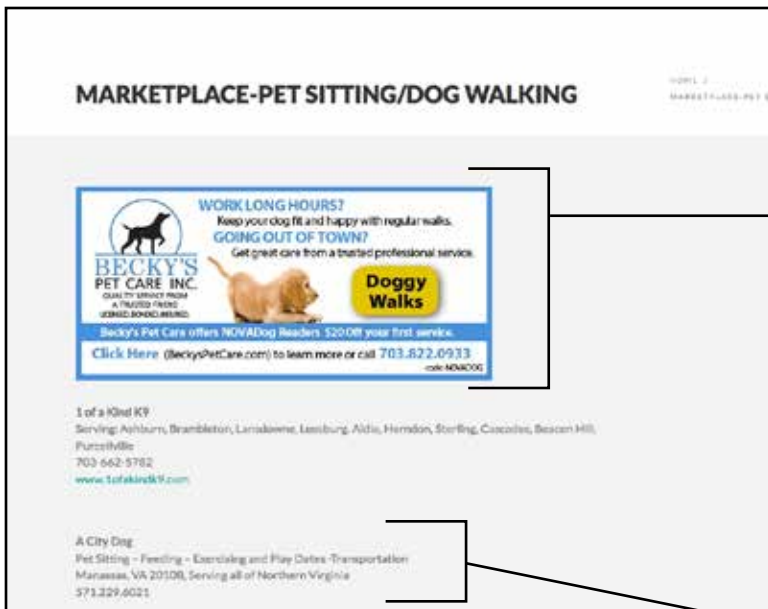 MARKETPLACE-PET SITTING/DOG WALKING
HOME /
MARKETPLACE-PET S
WORK LONG HOURS?
Keep your dog fit and happy with regular walks.
GOING OUT OF TOWN?
Get great care from a trusted professional service.
BECKY'S
PET CARE INC.
QUALITY SERVICE FROM
A TRUSTED FRIEND
LICENSED, BONDED, INSURED.
Doggy
Walks
Becky's Pet Care offers NOVADog Readers $20 Off your first service.
Click Here (BeckysPetCare.com) to learn more or call 703.822.0933
code: NOVADOG
1 of a Kind K9
Serving: Ashburn, Brambleton, Lansdowne, Leesburg, Aldie, Herndon, Sterling, Cascades, Beacon Hill,
Purcellville
703-662-5782
www.1ofakindk9.com
A City Dog
Pet Sitting – Feeding – Exercising and Play Dates -Transportation
Manassas, VA 20108, Serving all of Northern Virginia
571.229.6021